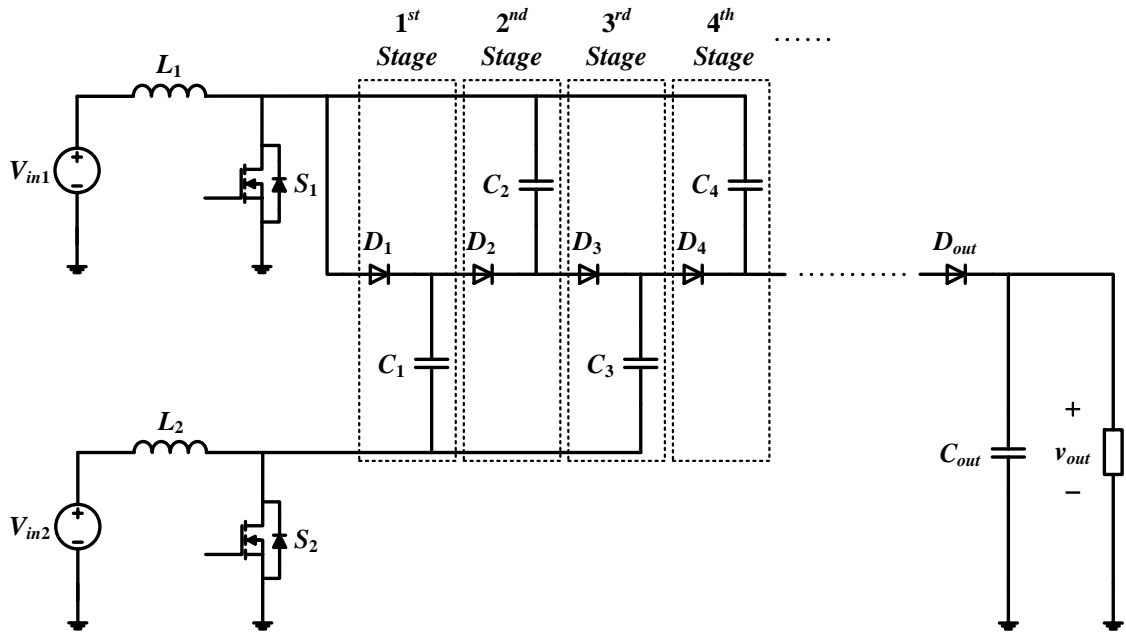 1st 2nd 3rd 4th ......
Stage Stage Stage Stage
L1
Vin1 + −
S1
C2 C4
D1 D2 D3 D4 Dout
C1 C3
L2
Vin2 + −
S2
Cout
+
vout
−